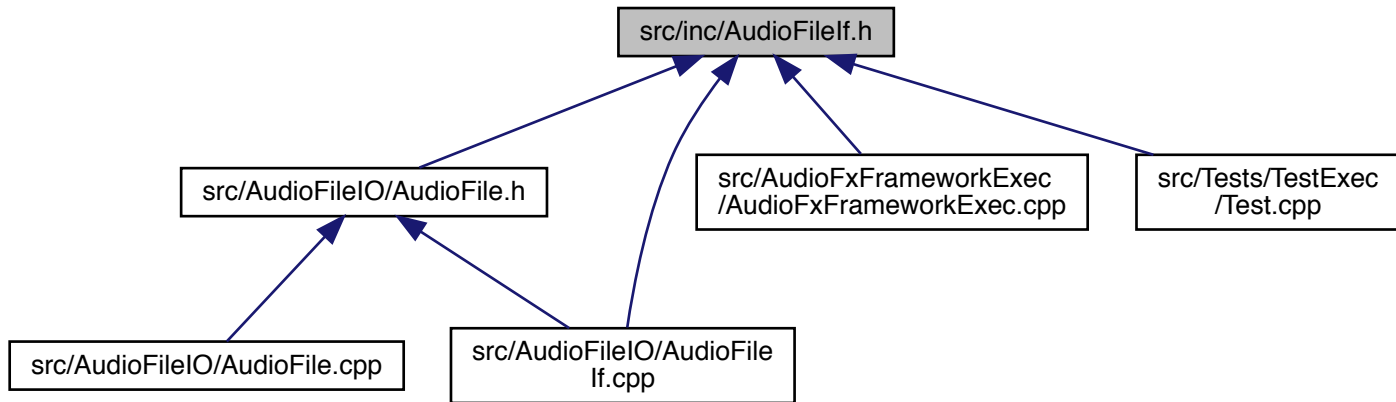 src/inc/AudioFileIf.h
src/AudioFileIO/AudioFile.h
src/AudioFxFrameworkExec
/AudioFxFrameworkExec.cpp
src/Tests/TestExec
/Test.cpp
src/AudioFileIO/AudioFile.cpp
src/AudioFileIO/AudioFile
If.cpp